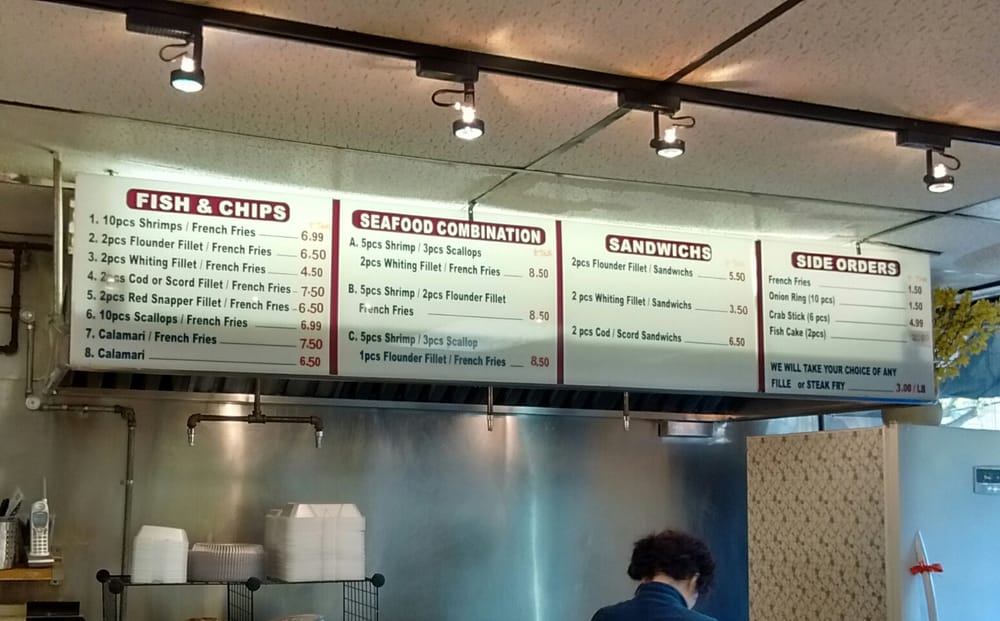 FISH & CHIPS
1. 10pcs Shrimps / French Fries 6.99
2. 2pcs Flounder Fillet / French Fries 6.50
3. 2pcs Whiting Fillet / French Fries 4.50
4. 2pcs Cod or Scord Fillet / French Fries 7.50
5. 2pcs Red Snapper Fillet / French Fries 6.50
6. 10pcs Scallops / French Fries 6.99
7. Calamari / French Fries 7.50
8. Calamari 6.50
SEAFOOD COMBINATION
A. 5pcs Shrimp / 3pcs Scallops
2pcs Whiting Fillet / French Fries 8.50
B. 5pcs Shrimp / 2pcs Flounder Fillet
French Fries 8.50
C. 5pcs Shrimp / 3pcs Scallop
1pcs Flounder Fillet / French Fries 8.50
SANDWICHS
2pcs Flounder Fillet / Sandwichs 5.50
2 pcs Whiting Fillet / Sandwichs 3.50
2 pcs Cod / Scord Sandwichs 6.50
SIDE ORDERS
French Fries 1.50
Onion Ring (10 pcs) 1.50
Crab Stick (6 pcs) 4.99
Fish Cake (2pcs)
WE WILL TAKE YOUR CHOICE OF ANY
FILLE or STEAK FRY 3.00 / LB